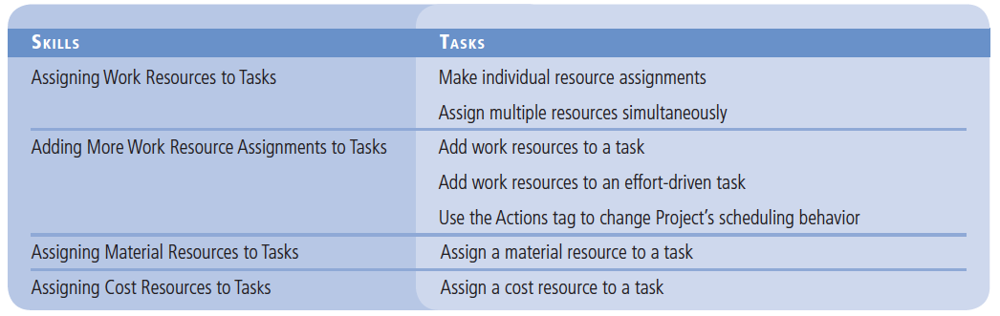 SKILLS TASKS
Assigning Work Resources to Tasks Make individual resource assignments
Assign multiple resources simultaneously
Adding More Work Resource Assignments to Tasks Add work resources to a task
Add work resources to an effort-driven task
Use the Actions tag to change Project's scheduling behavior
Assigning Material Resources to Tasks Assign a material resource to a task
Assigning Cost Resources to Tasks Assign a cost resource to a task